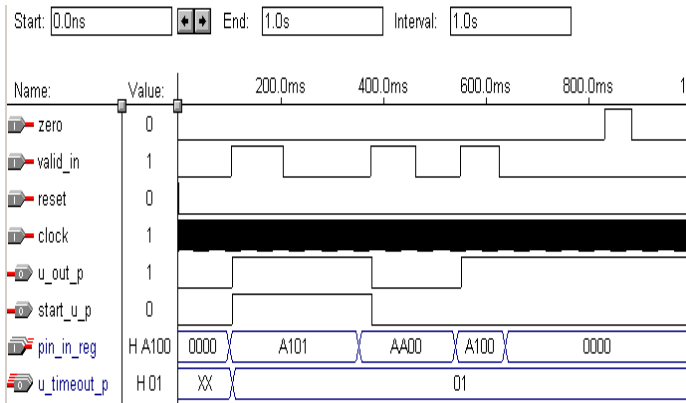 Start: 0.0ns End: 1.0s Interval: 1.0s
Name: Value: 200.0ms 400.0ms 600.0ms 800.0ms 1
zero 0
valid_in 1
reset 0
clock 1
u_out_p 1
start_u_p 0
pin_in_reg H A100 0000 A101 AA00 A100 0000
u_timeout_p H 01 XX 01